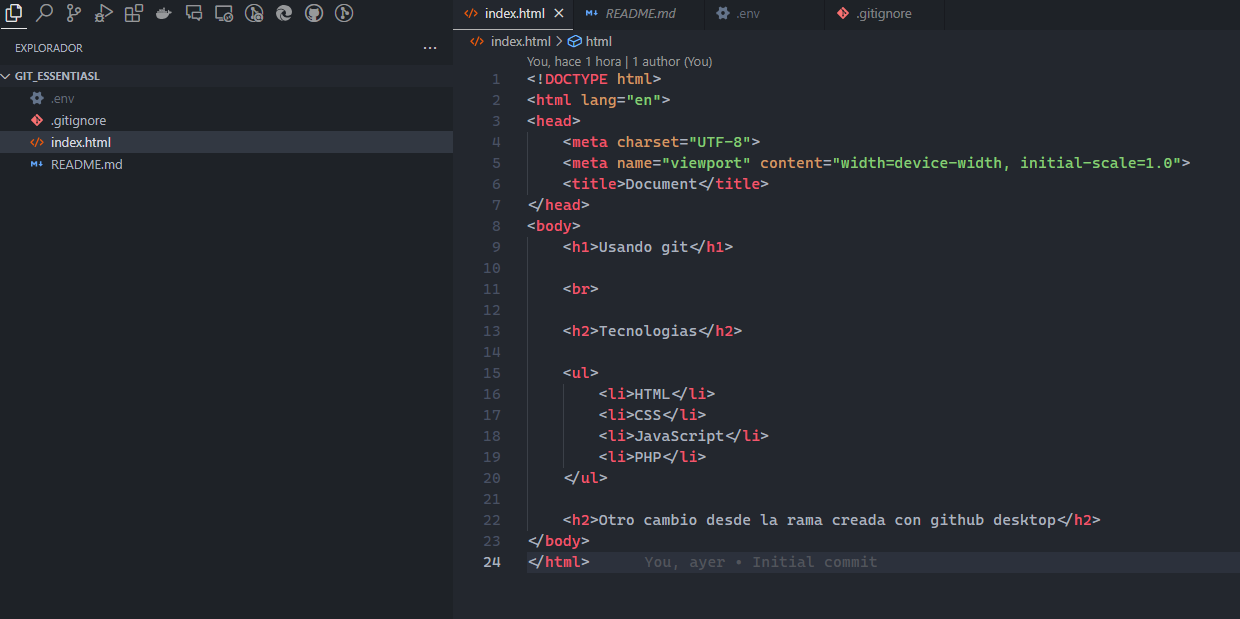 index.html
README.md
.env
.gitignore
EXPLORADOR
GIT_ESSENTIASL
.env
.gitignore
index.html
README.md
index.html > html
You, hace 1 hora | 1 author (You)
1 <!DOCTYPE html>
2 <html lang="en">
3 <head>
4 <meta charset="UTF-8">
5 <meta name="viewport" content="width=device-width, initial-scale=1.0">
6 <title>Document</title>
7 </head>
8 <body>
9 <h1>Usando git</h1>
10
11 <br>
12
13 <h2>Tecnologias</h2>
14
15 <ul>
16 <li>HTML</li>
17 <li>CSS</li>
18 <li>JavaScript</li>
19 <li>PHP</li>
20 </ul>
21
22 <h2>Otro cambio desde la rama creada con github desktop</h2>
23 </body>
24 </html> You, ayer • Initial commit